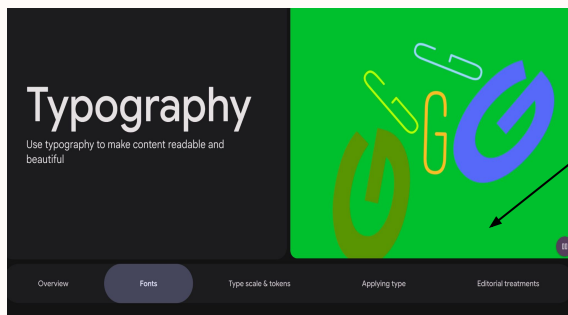 Typography
Use typography to make content readable and
beautiful
G
G
G
G
G
Overview
Fonts
Type scale & tokens
Applying type
Editorial treatments